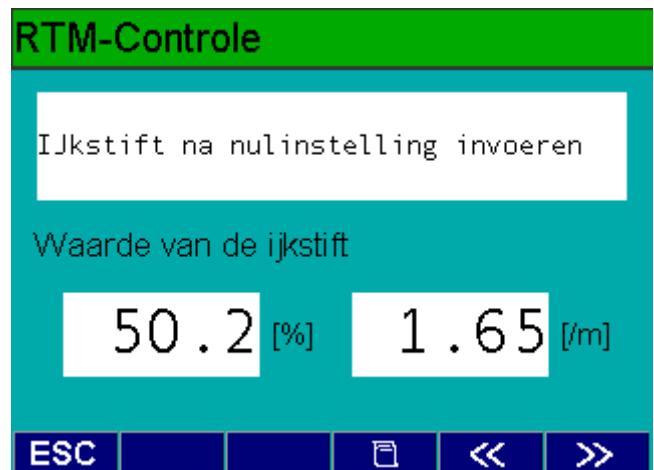 RTM-Controle
IJkstift na nulinstelling invoeren
Waarde van de ijkstift
50.2 [%] 1.65 [/m]
ESC << >>